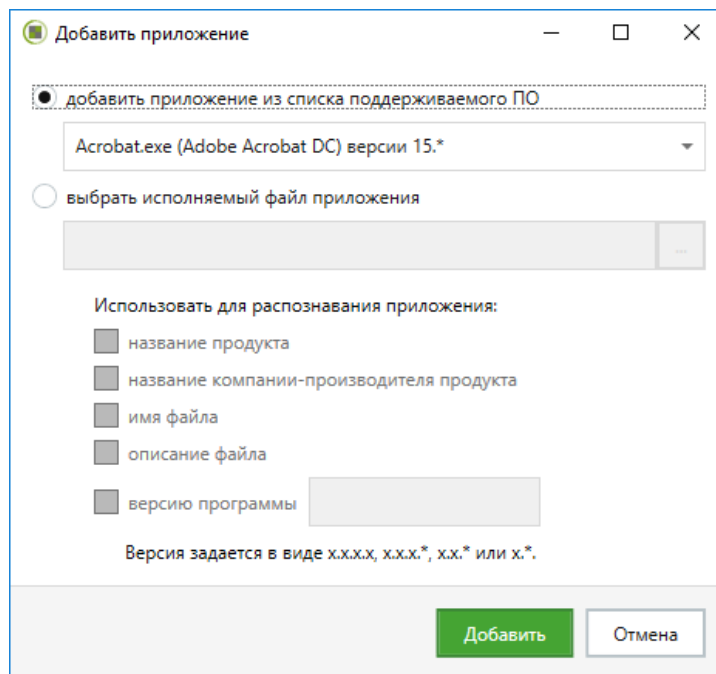 Добавить приложение
добавить приложение из списка поддерживаемого ПО
Acrobat.exe (Adobe Acrobat DC) версии 15.*
выбрать исполняемый файл приложения
...
Использовать для распознавания приложения:
название продукта
название компании-производителя продукта
имя файла
описание файла
версию программы
Версия задается в виде x.x.x.x, x.x.x.*, x.x.* или x.*.
Добавить
Отмена